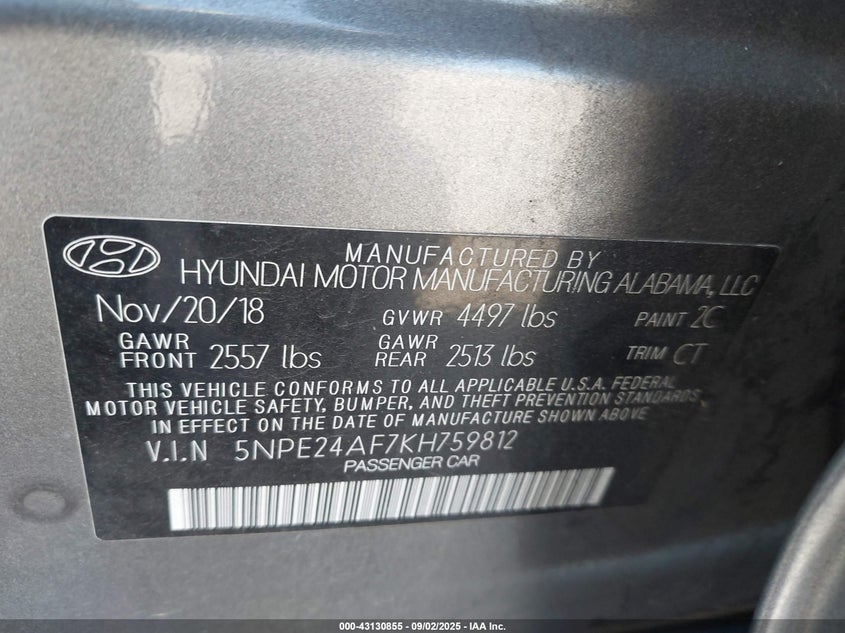 MANUFACTURED BY
HYUNDAI MOTOR MANUFACTURING ALABAMA, LLC
Nov/20/18 GVWR 4497 lbs PAINT 2C
GAWR FRONT 2557 lbs GAWR REAR 2513 lbs TRIM CT
THIS VEHICLE CONFORMS TO ALL APPLICABLE U.S.A. FEDERAL
MOTOR VEHICLE SAFETY, BUMPER, AND THEFT PREVENTION STANDARDS
IN EFFECT ON THE DATE OF MANUFACTURE SHOWN ABOVE
V.I.N 5NPE24AF7KH759812
PASSENGER CAR
000-43130855 - 09/02/2025 - IAA Inc.